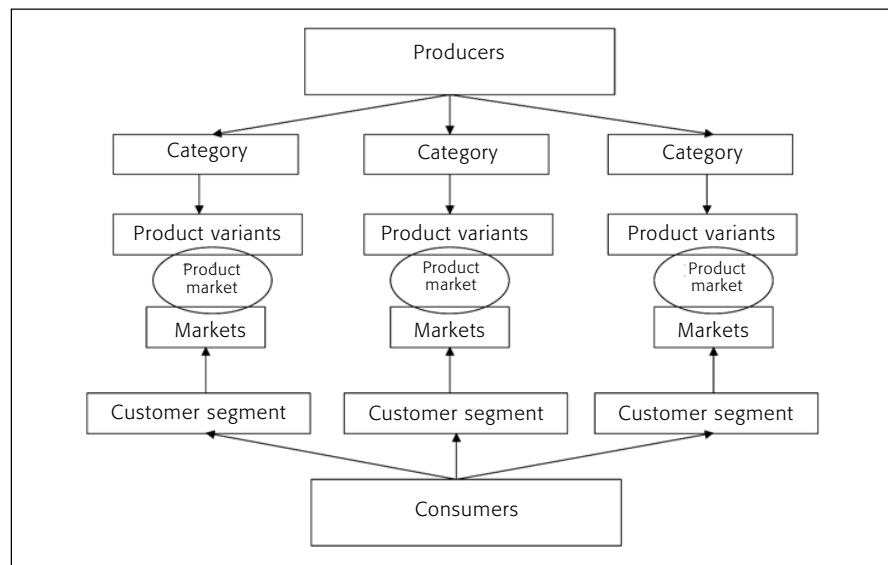 Producers
Category
Category
Category
Product variants
Product variants
Product variants
Product
market
Product
market
Product
market
Markets
Markets
Markets
Customer segment
Customer segment
Customer segment
Consumers